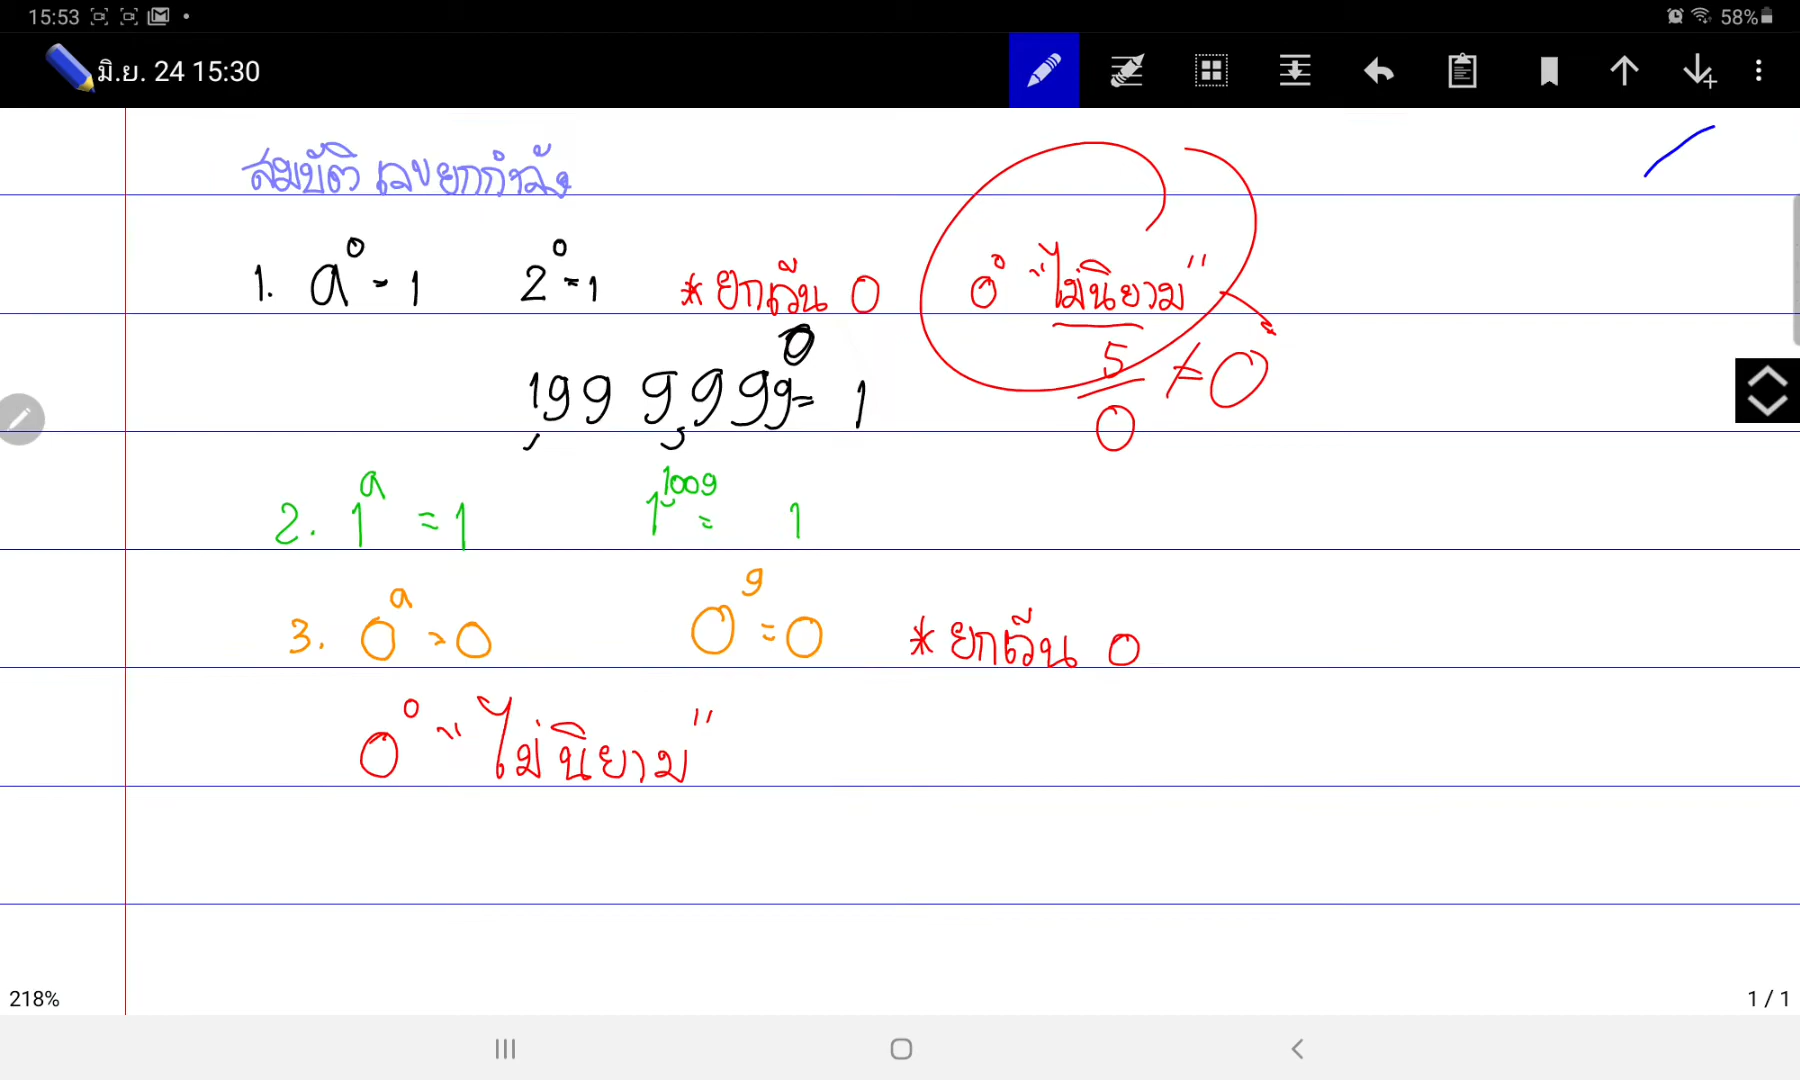 15:53
58%
มิ.ย. 24 15:30
สมบัติ เลขยกกำลัง
1. a⁰ = 1 2⁰ = 1 *ยกเว้น 0 0⁰ "ไม่นิยาม"
199 9,9999⁰ = 1 5/0 ≠ 0
2. 1ᵃ = 1 1¹⁰⁰⁹ = 1
3. 0ᵃ = 0 0⁹ = 0 *ยกเว้น 0
0⁰ "ไม่นิยาม"
218%
1 / 1